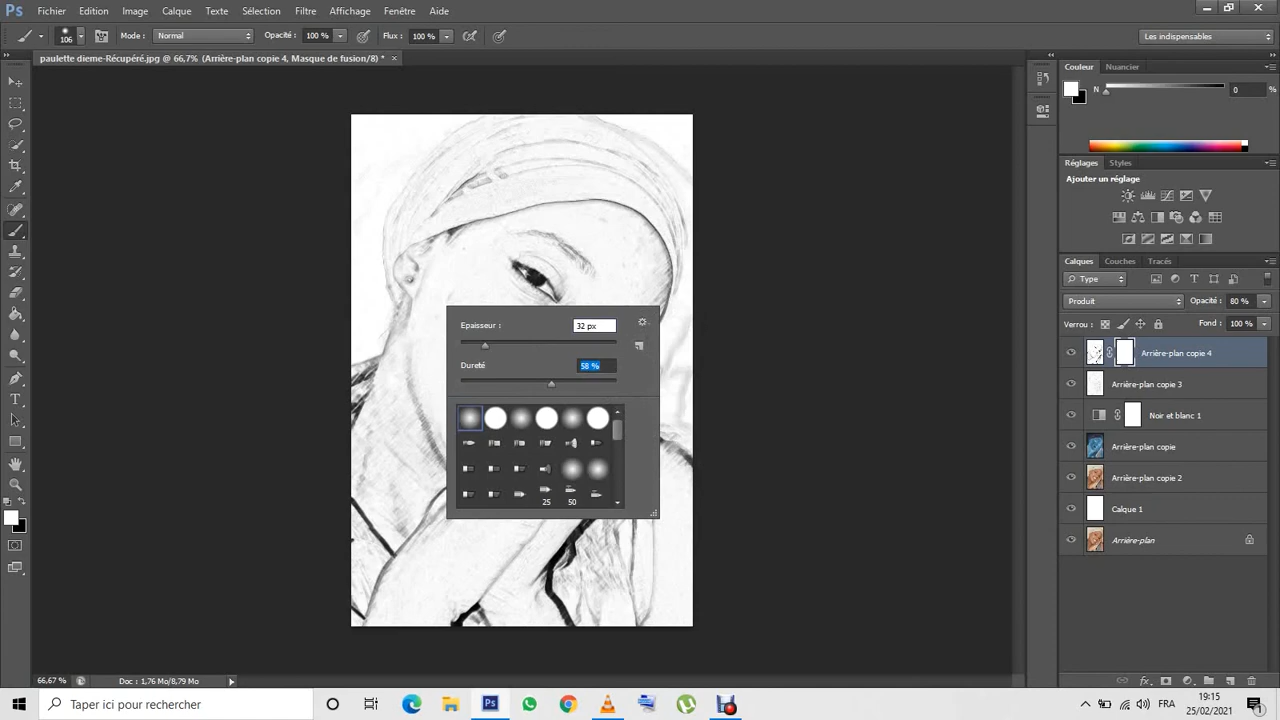 Ps Fichier Edition Image Calque Texte Sélection Filtre Affichage Fenêtre Aide
106 Mode : Normal Opacité : 100 % Flux : 100 % Les indispensables
paulette dieme-Récupéré.jpg @ 66,7% (Arrière-plan copie 4, Masque de fusion/8) *
Couleur Nuancier
N 0 %
Réglages Styles
Ajouter un réglage
Calques Couches Tracés
Type
Produit Opacité : 80 %
Verrou : Fond : 100 %
Arrière-plan copie 4
Arrière-plan copie 3
Noir et blanc 1
Arrière-plan copie
Arrière-plan copie 2
Calque 1
Arrière-plan
Epaisseur : 32 px
Dureté 58 %
25 50
66,67 % Doc : 1,76 Mo/8,79 Mo
Taper ici pour rechercher
FRA
19:15
25/02/2021
1